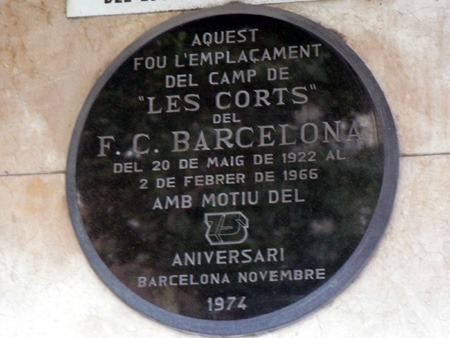 AQUEST
FOU L'EMPLAÇAMENT
DEL CAMP DE
"LES CORTS"
DEL
F. C. BARCELONA
DEL 20 DE MAIG DE 1922 AL
2 DE FEBRER DE 1966
AMB MOTIU DEL
75
ANIVERSARI
BARCELONA NOVEMBRE
1974